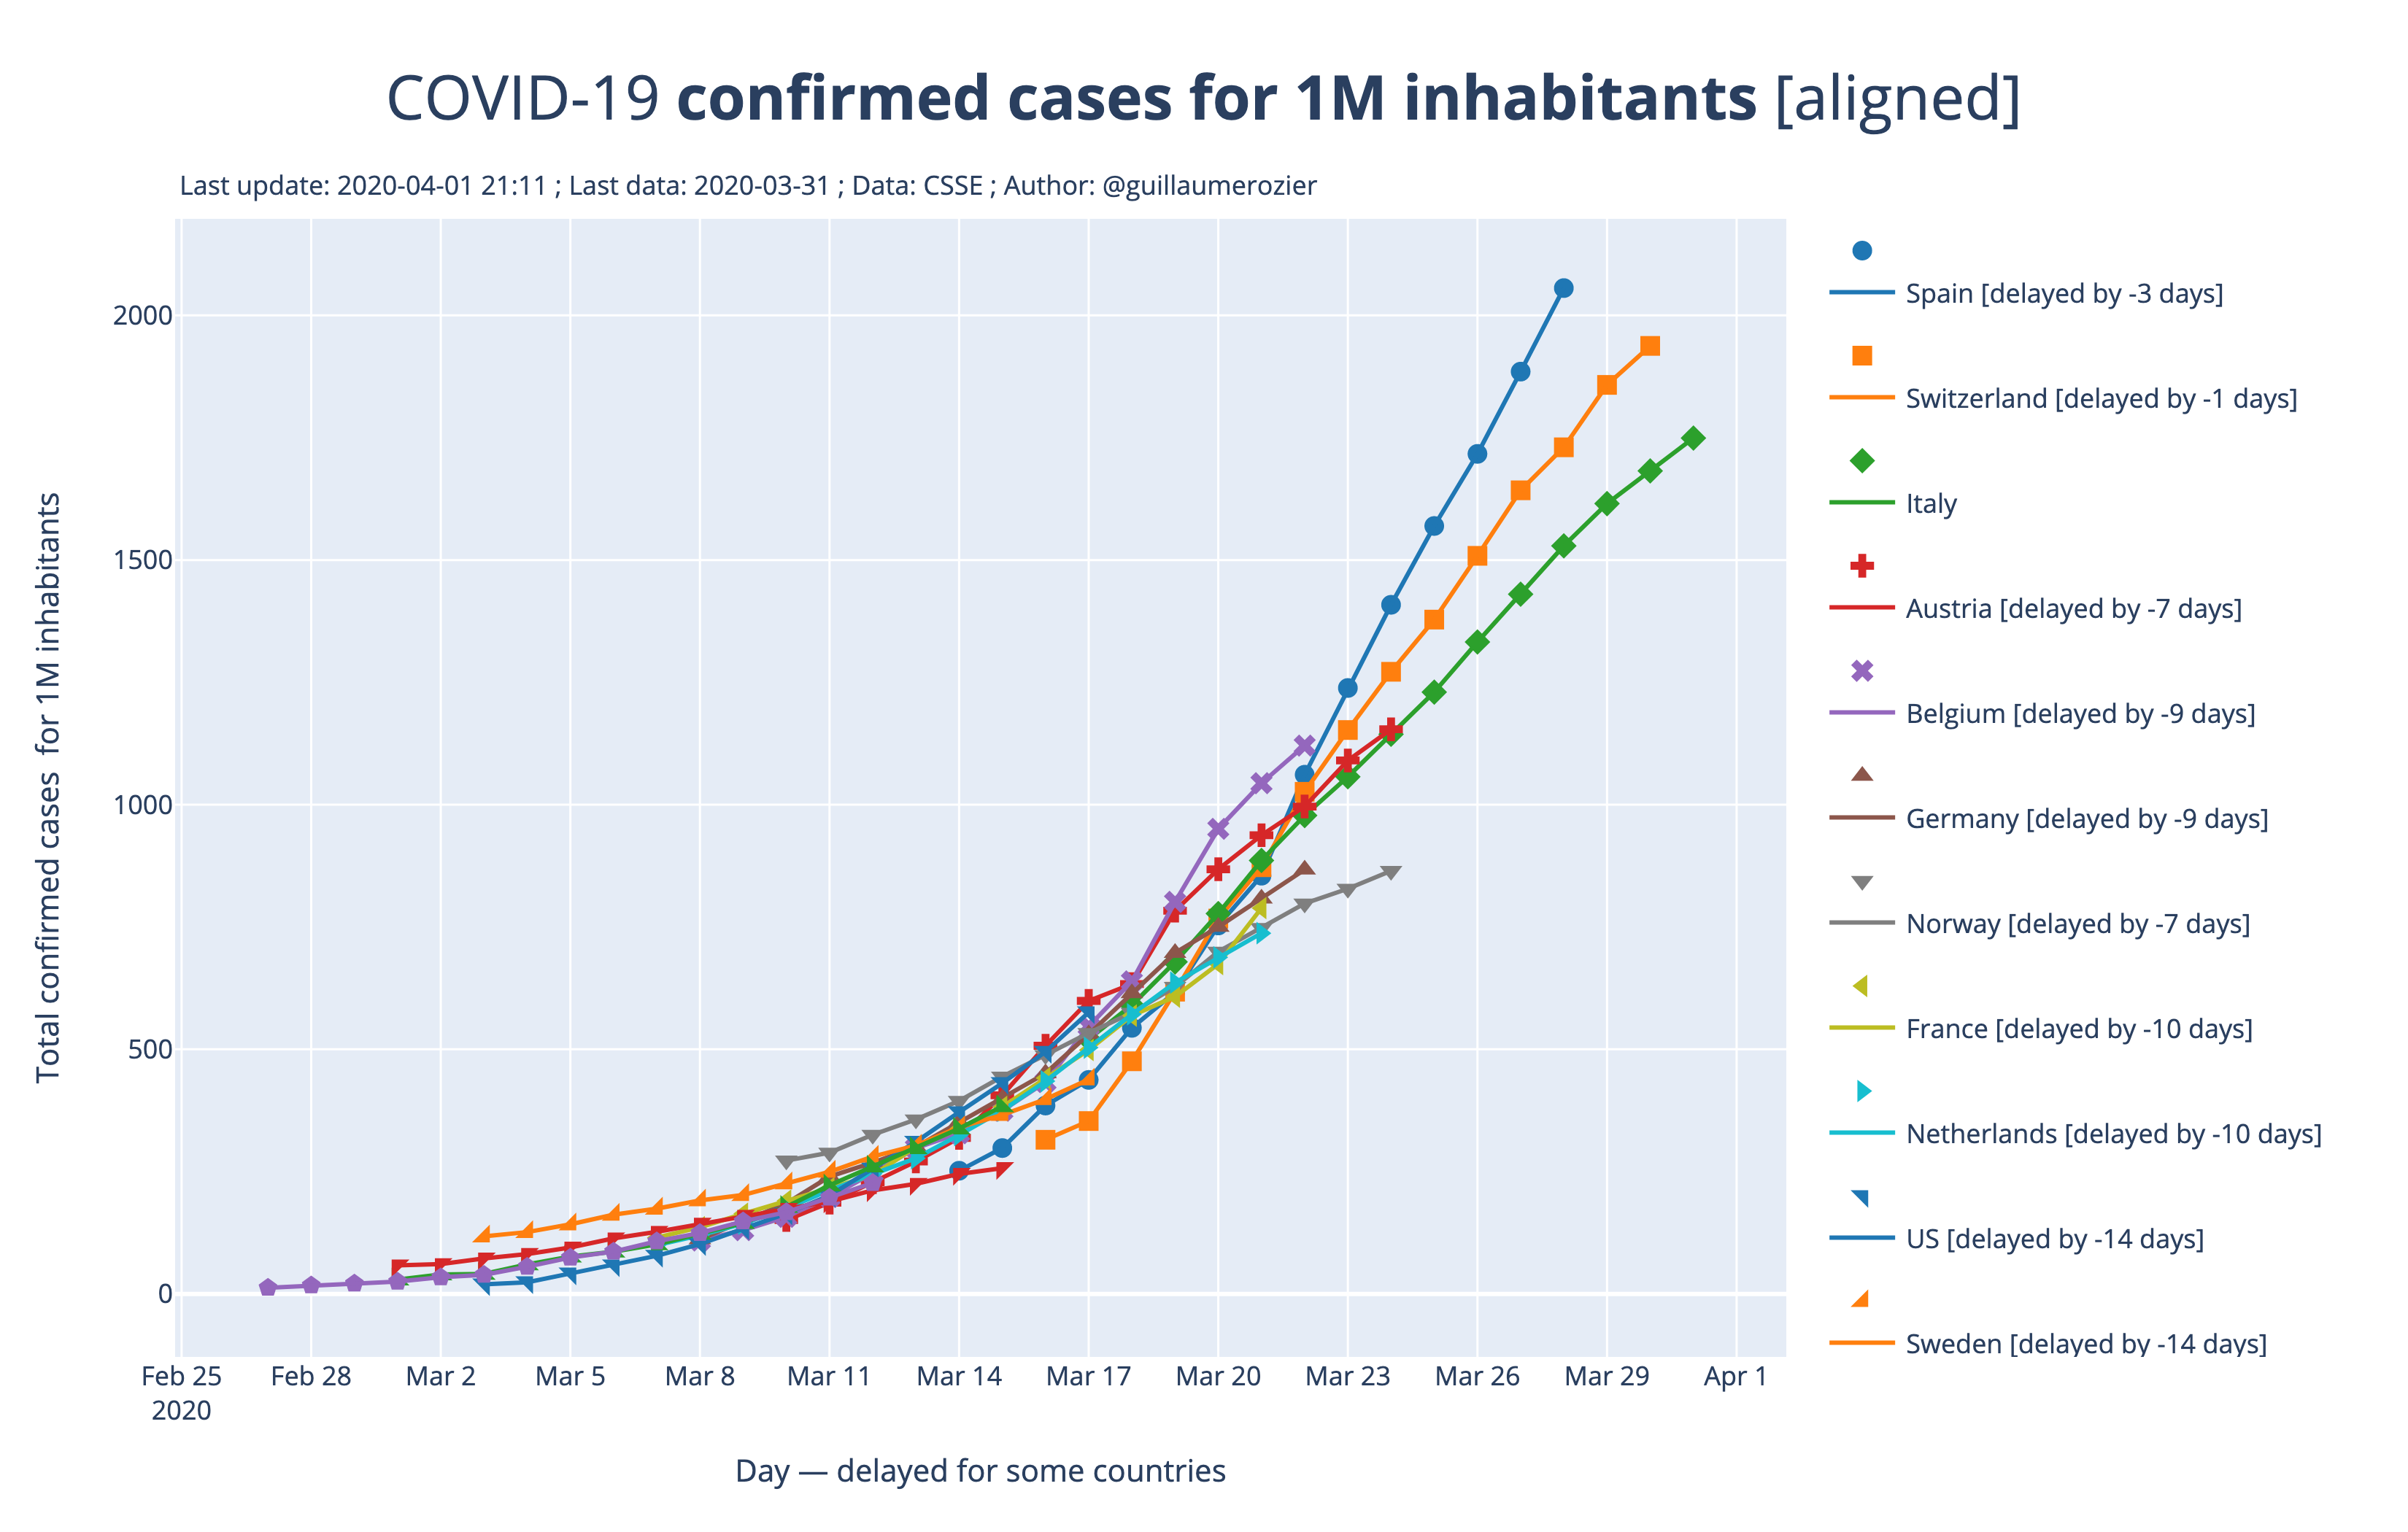 COVID-19 confirmed cases for 1M inhabitants [aligned]
Last update: 2020-04-01 21:11 ; Last data: 2020-03-31 ; Data: CSSE ; Author: @guillaumerozier
Total confirmed cases for 1M inhabitants
2000
1500
1000
500
0
Feb 25
2020
Feb 28
Mar 2
Mar 5
Mar 8
Mar 11
Mar 14
Mar 17
Mar 20
Mar 23
Mar 26
Mar 29
Apr 1
Day — delayed for some countries
Spain [delayed by -3 days]
Switzerland [delayed by -1 days]
Italy
Austria [delayed by -7 days]
Belgium [delayed by -9 days]
Germany [delayed by -9 days]
Norway [delayed by -7 days]
France [delayed by -10 days]
Netherlands [delayed by -10 days]
US [delayed by -14 days]
Sweden [delayed by -14 days]